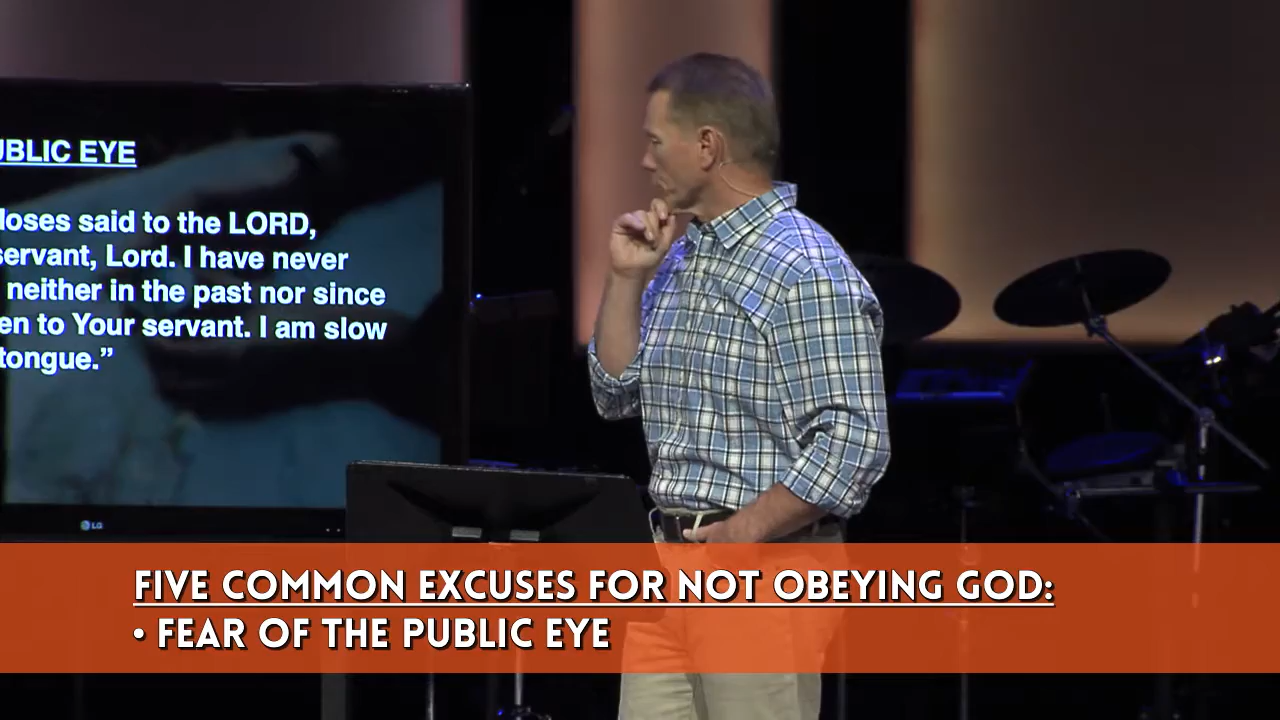 UBLIC EYE
loses said to the LORD,
servant, Lord. I have never
neither in the past nor since
en to Your servant. I am slow
tongue.”
LG
FIVE COMMON EXCUSES FOR NOT OBEYING GOD:
• FEAR OF THE PUBLIC EYE